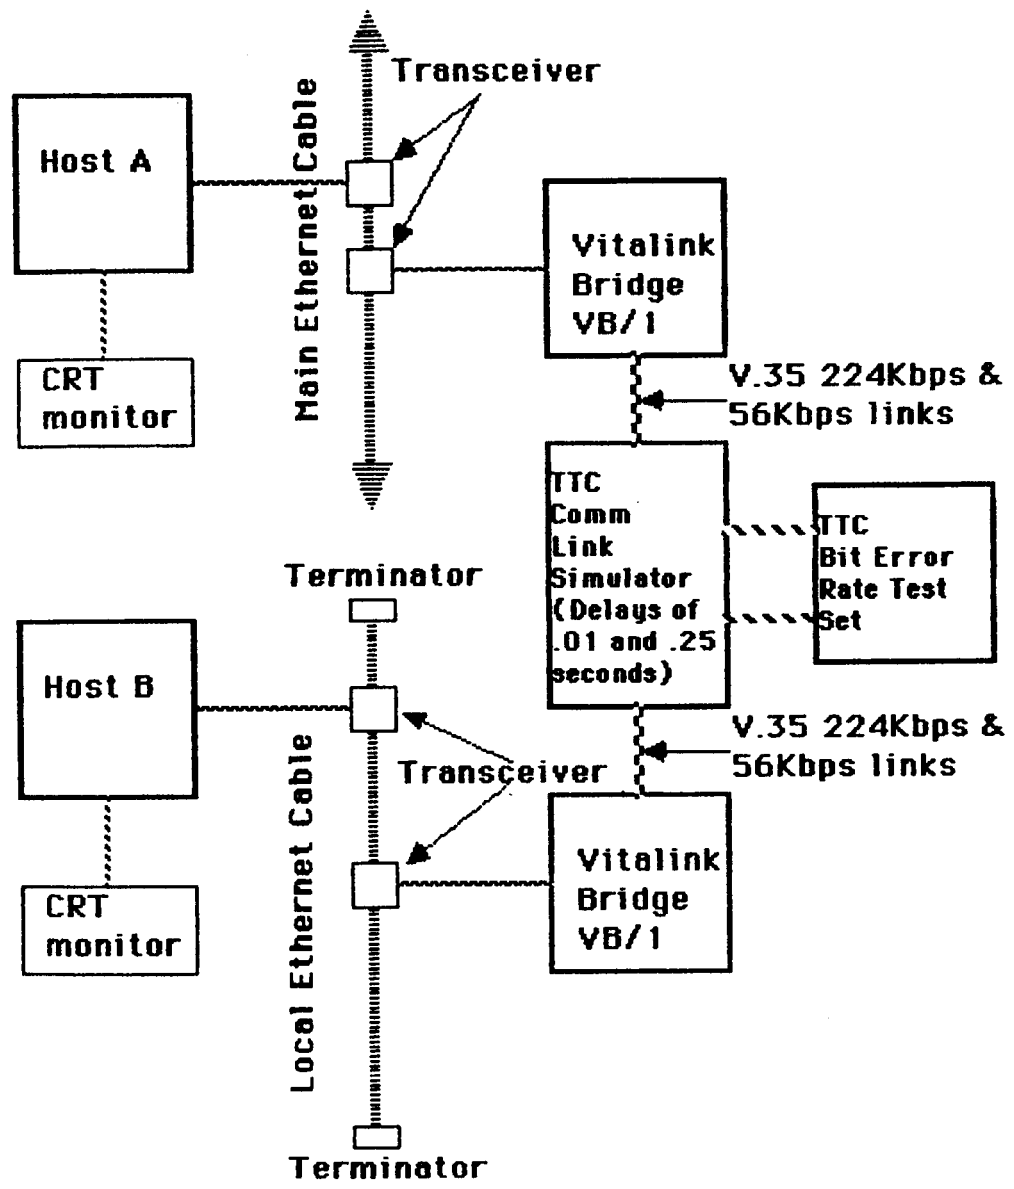 Transceiver
Host A
Main Ethernet Cable
Vitalink
Bridge
VB/1
CRT
monitor
V.35 224Kbps &
56Kbps links
TTC
Comm
Link
Simulator
(Delays of
.01 and .25
seconds)
TTC
Bit Error
Rate Test
Set
Terminator
Host B
V.35 224Kbps &
56Kbps links
Transceiver
Local Ethernet Cable
Vitalink
Bridge
VB/1
CRT
monitor
Terminator